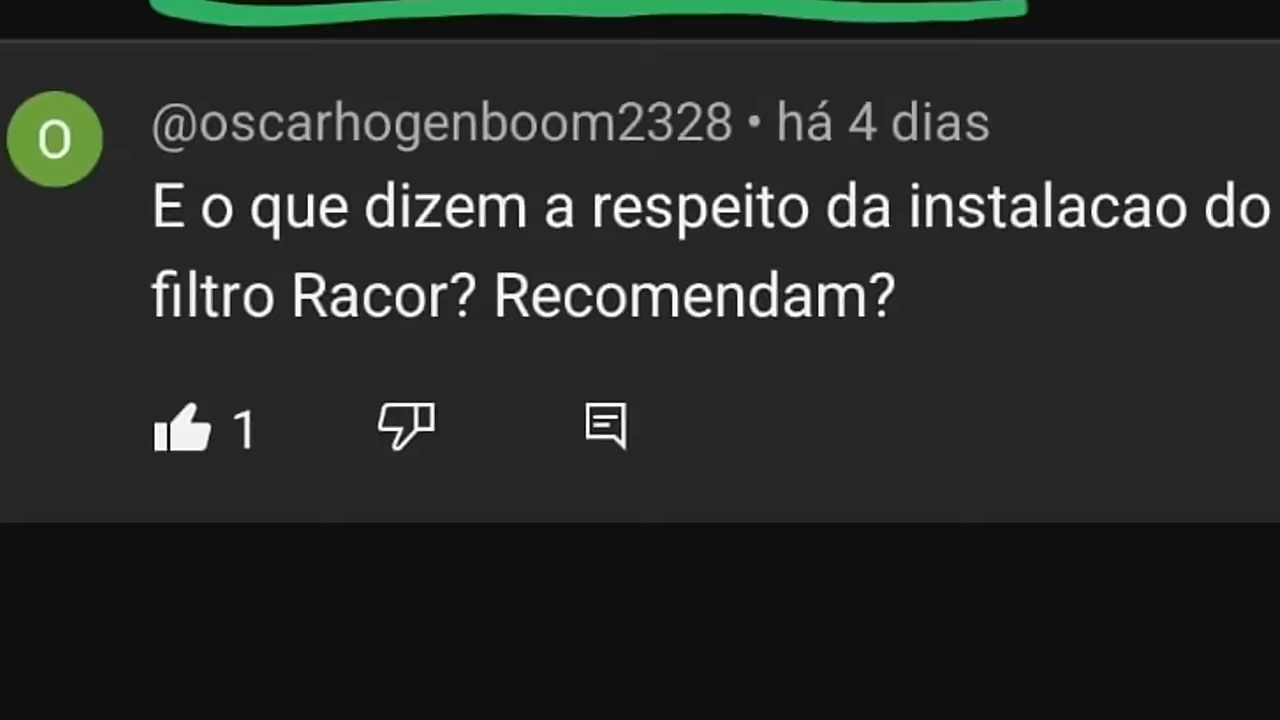 O
@oscarhogenboom2328 • há 4 dias
E o que dizem a respeito da instalacao do
filtro Racor? Recomendam?
1